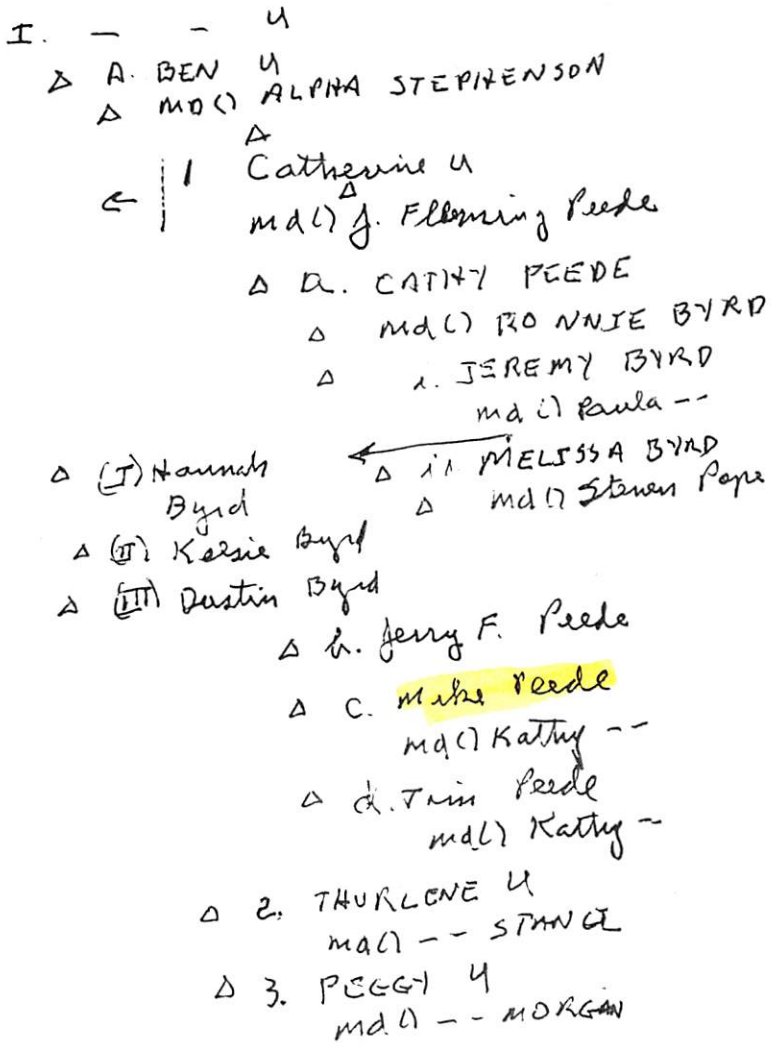 I. — — U
Δ A. BEN U
Δ MD () ALPHA STEPHENSON
Δ
← 1 Catherine U
Δ
md () J. Flleming Peede
Δ a. CATHY PEEDE
Δ md () RONNIE BYRD
Δ i. JEREMY BYRD
md () Paula --
Δ ii MELISSA BYRD
Δ md () Steven Pope
Δ (I) Hannah
Byrd
Δ (II) Kelsie Byrd
Δ (III) Dustin Byrd
Δ b. Jerry F. Peede
Δ C. Mike Peede
md () Kathy --
Δ d. Tim Peede
md () Kathy -
Δ 2. THURLENE U
md () --
Δ 3. PEGGY U
md () -- MORGAN